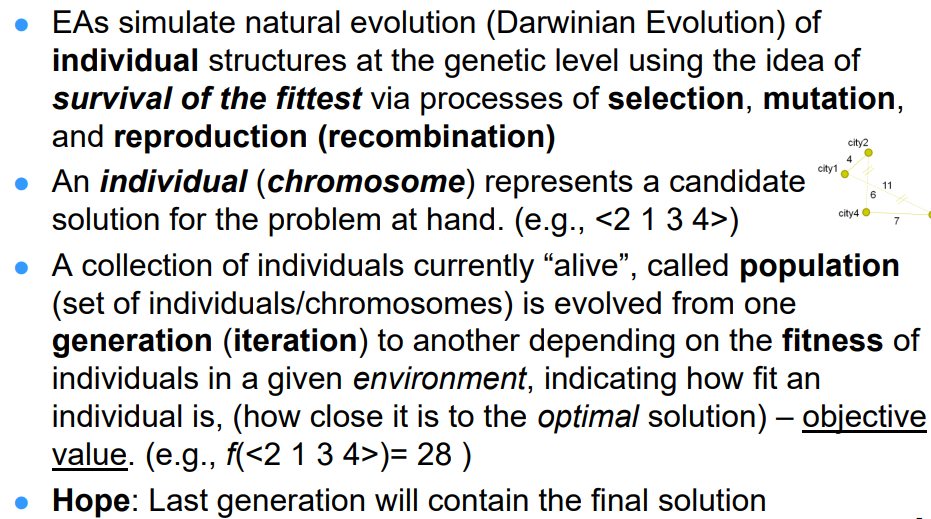 EAs simulate natural evolution (Darwinian Evolution) of
individual structures at the genetic level using the idea of
survival of the fittest via processes of selection, mutation,
and reproduction (recombination)
An individual (chromosome) represents a candidate
solution for the problem at hand. (e.g., <2 1 3 4>)
city2
4
city1
11
6
city4
7
A collection of individuals currently “alive”, called population
(set of individuals/chromosomes) is evolved from one
generation (iteration) to another depending on the fitness of
individuals in a given environment, indicating how fit an
individual is, (how close it is to the optimal solution) – objective
value. (e.g., f(<2 1 3 4>)= 28 )
Hope: Last generation will contain the final solution